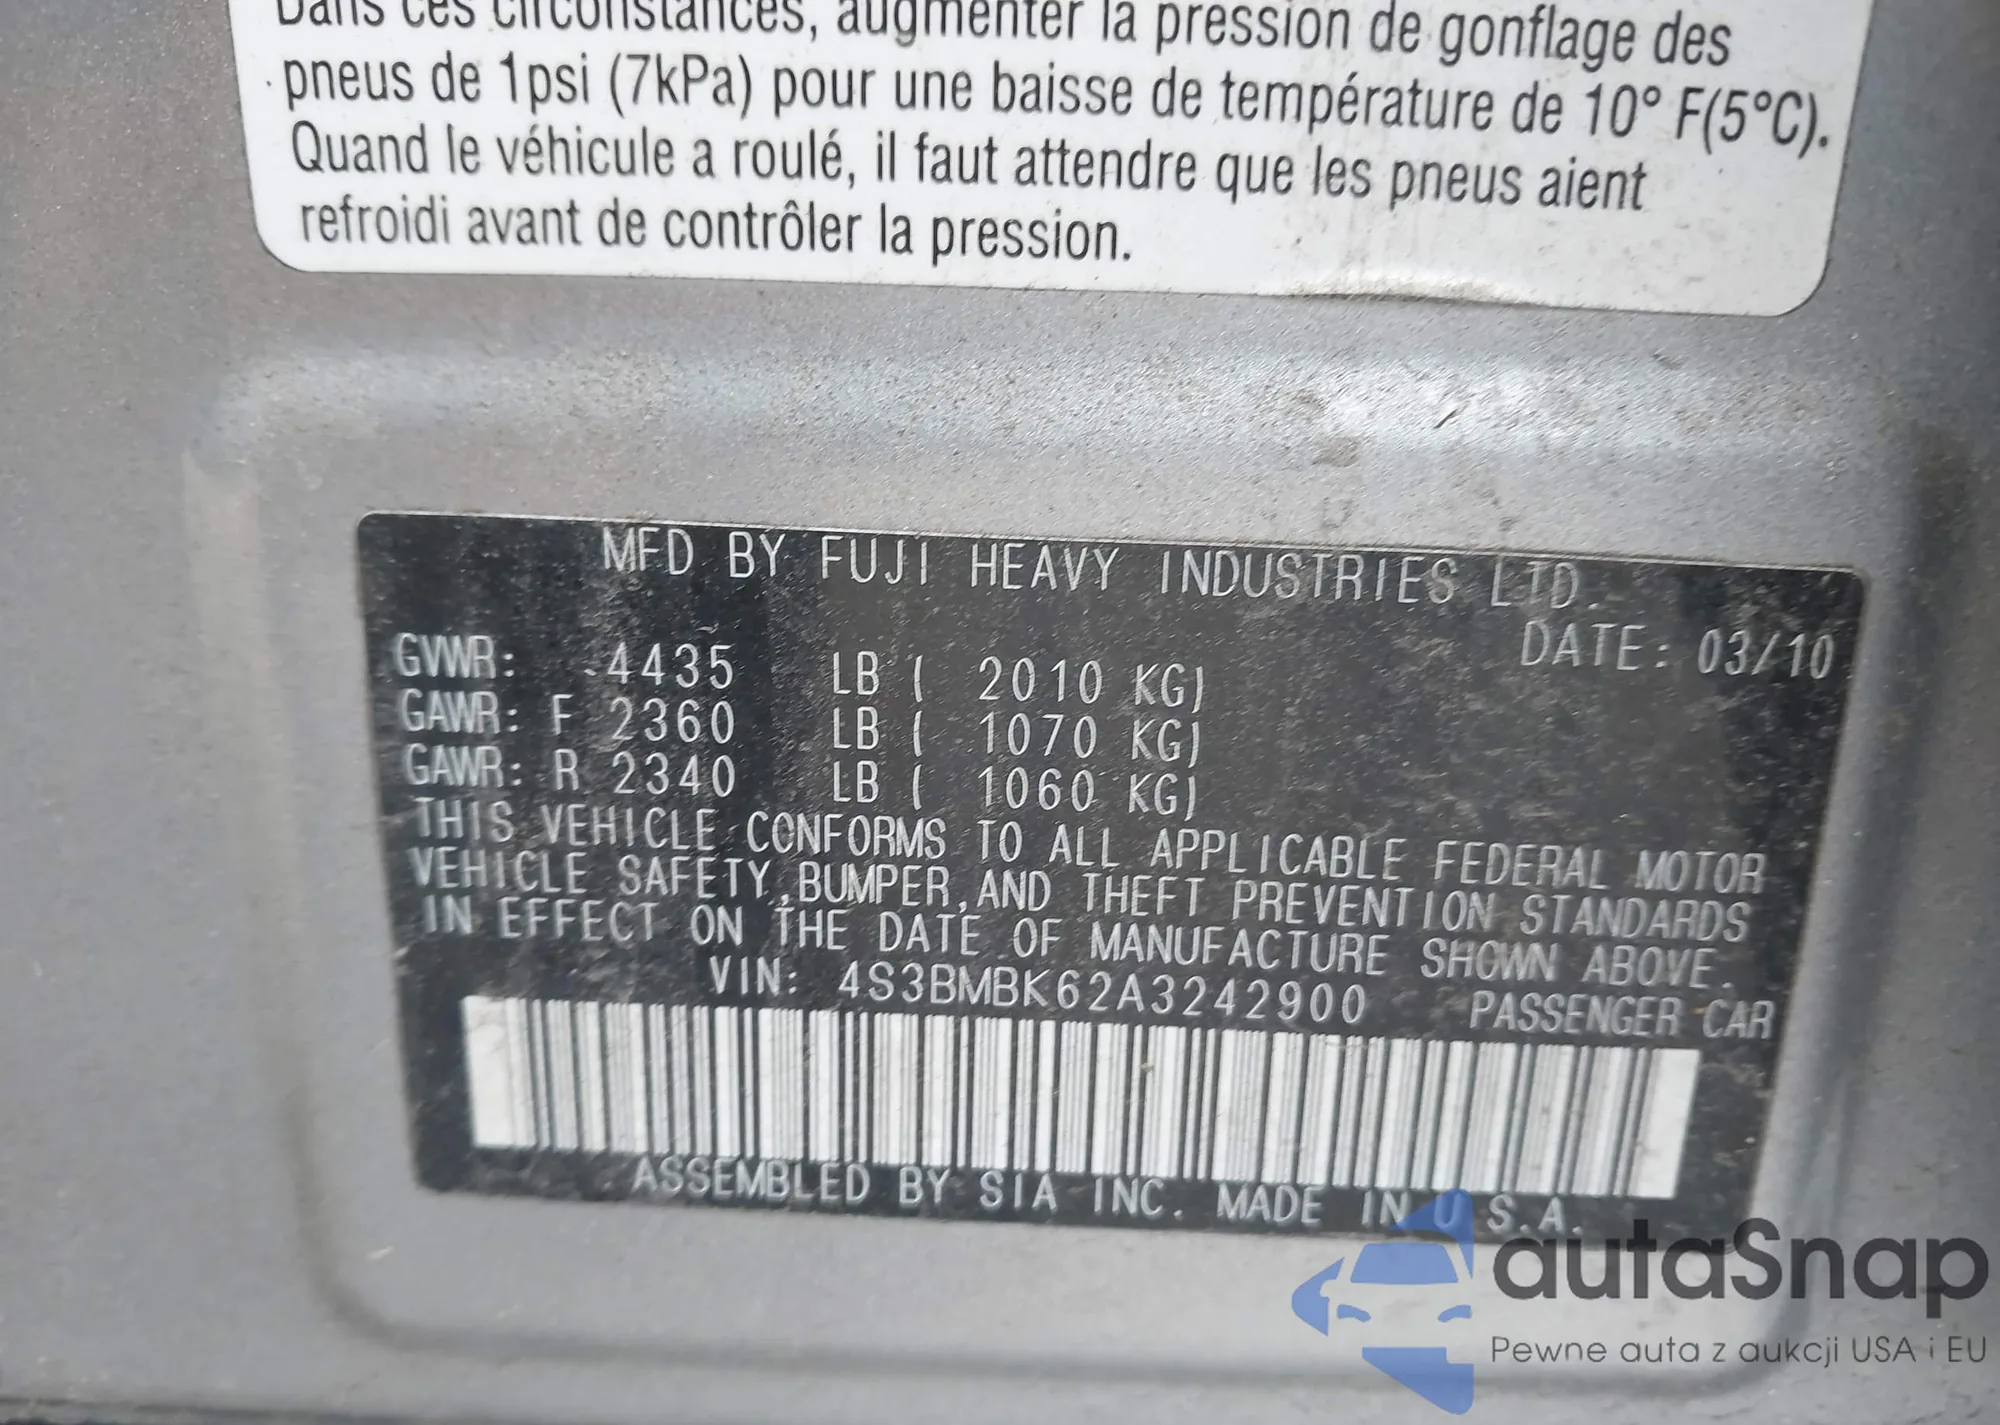 Dans ces circonstances, augmenter la pression de gonflage des
pneus de 1psi (7kPa) pour une baisse de température de 10° F(5°C).
Quand le véhicule a roulé, il faut attendre que les pneus aient
refroidi avant de contrôler la pression.
MFD BY FUJI HEAVY INDUSTRIES LTD.
DATE: 03/10
GVWR: 4435 LB ( 2010 KG)
GAWR: F 2360 LB ( 1070 KG)
GAWR: R 2340 LB ( 1060 KG)
THIS VEHICLE CONFORMS TO ALL APPLICABLE FEDERAL MOTOR
VEHICLE SAFETY,BUMPER,AND THEFT PREVENTION STANDARDS
IN EFFECT ON THE DATE OF MANUFACTURE SHOWN ABOVE.
VIN: 4S3BMBK62A3242900 PASSENGER CAR
ASSEMBLED BY SIA INC. MADE IN U.S.A.
autaSnap
Pewne auta z aukcji USA i EU